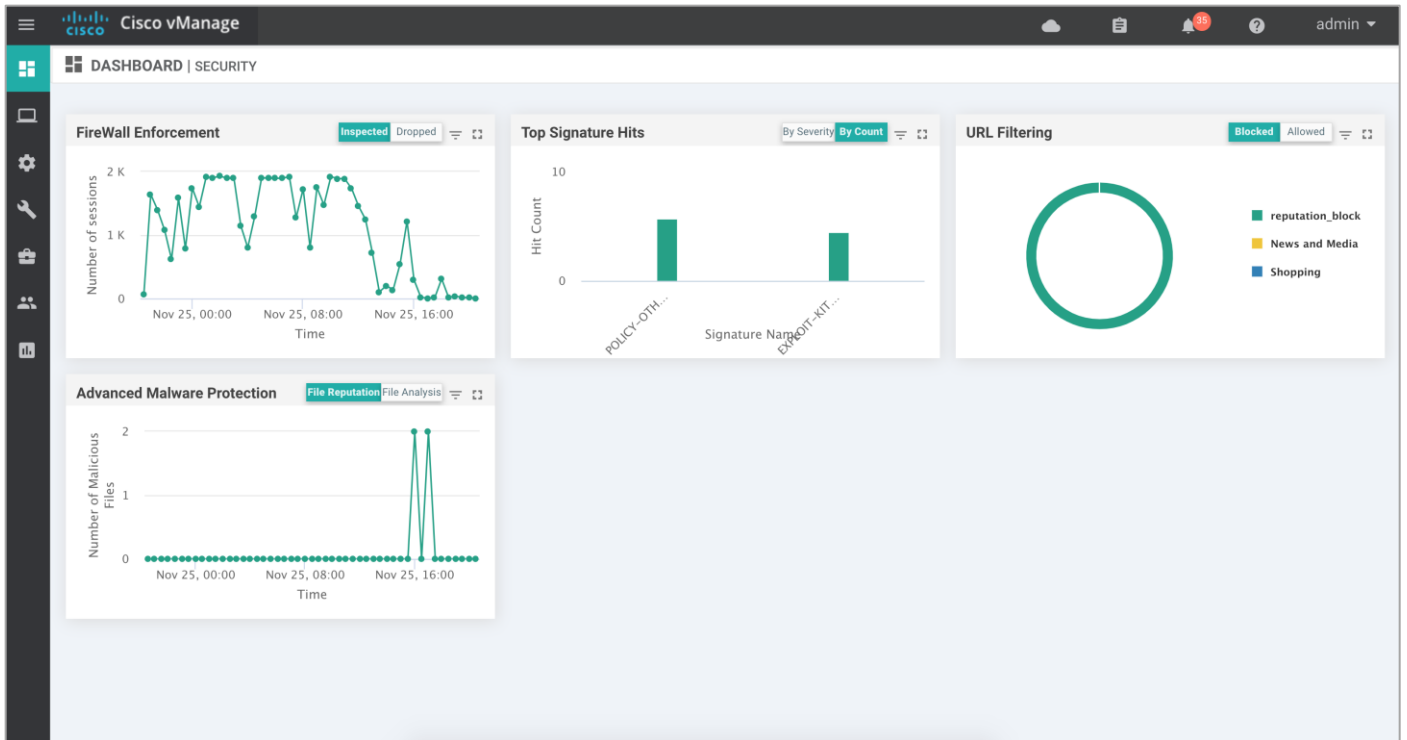 cisco Cisco vManage 35 admin
DASHBOARD | SECURITY
FireWall Enforcement Inspected Dropped
2 K
1 K
0
Number of sessions
Nov 25, 00:00 Nov 25, 08:00 Nov 25, 16:00
Time
Top Signature Hits By Severity By Count
10
0
Hit Count
POLICY-OTH... EXPLOIT-KIT...
Signature Name
URL Filtering Blocked Allowed
reputation_block
News and Media
Shopping
Advanced Malware Protection File Reputation File Analysis
2
1
0
Number of Malicious
Files
Nov 25, 00:00 Nov 25, 08:00 Nov 25, 16:00
Time